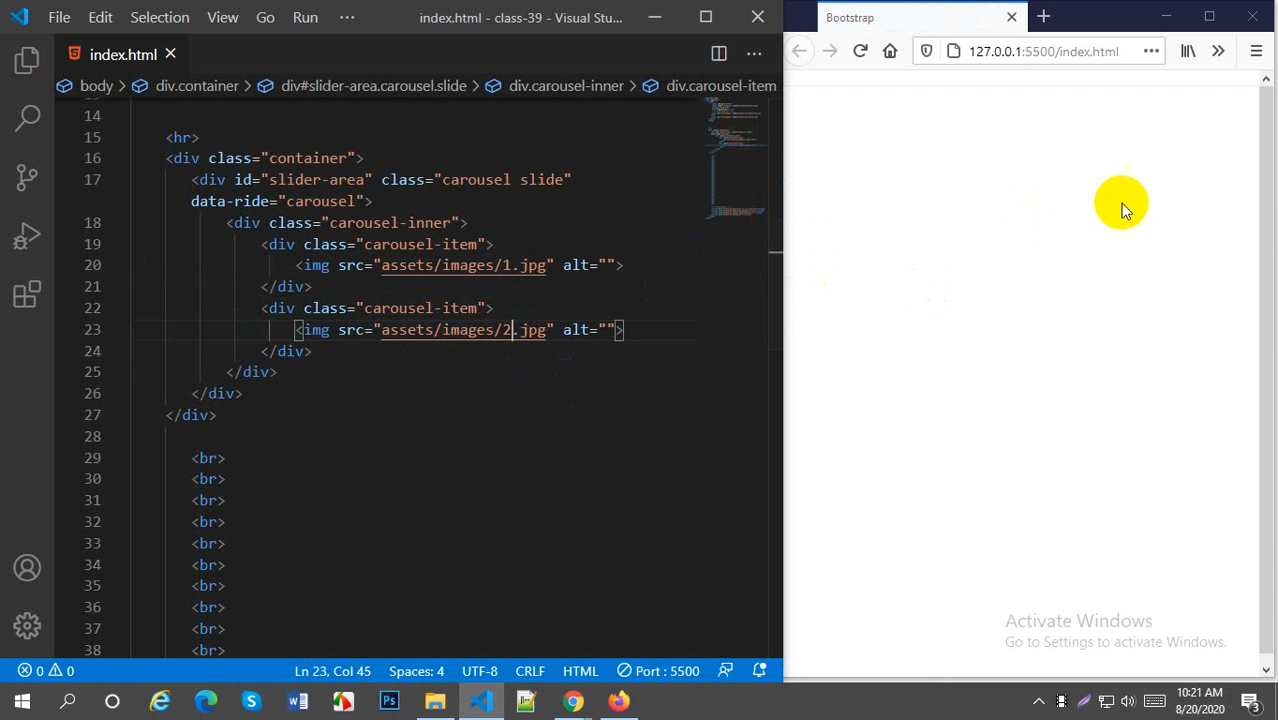 File Edit Selection View Go Run ··· index.html - class-39 - Visual Stu...
index.html
body > div.container > div#slider-area.carousel.slide > div.carousel-inner > div.carousel-item
14
15 <hr>
16 <div class="container">
17 <div id="slider-area" class="carousel slide"
data-ride="carousel">
18 <div class="carousel-inner">
19 <div class="carousel-item">
20 <img src="assets/images/1.jpg" alt="">
21 </div>
22 <div class="carousel-item">
23 <img src="assets/images/2.jpg" alt="">
24 </div>
25 </div>
26 </div>
27 </div>
28
29 <br>
30 <br>
31 <br>
32 <br>
33 <br>
34 <br>
35 <br>
36 <br>
37 <br>
38 <br>
0 0 Ln 23, Col 45 Spaces: 4 UTF-8 CRLF HTML Port : 5500
Bootstrap
127.0.0.1:5500/index.html
Activate Windows
Go to Settings to activate Windows.
10:21 AM
8/20/2020
3